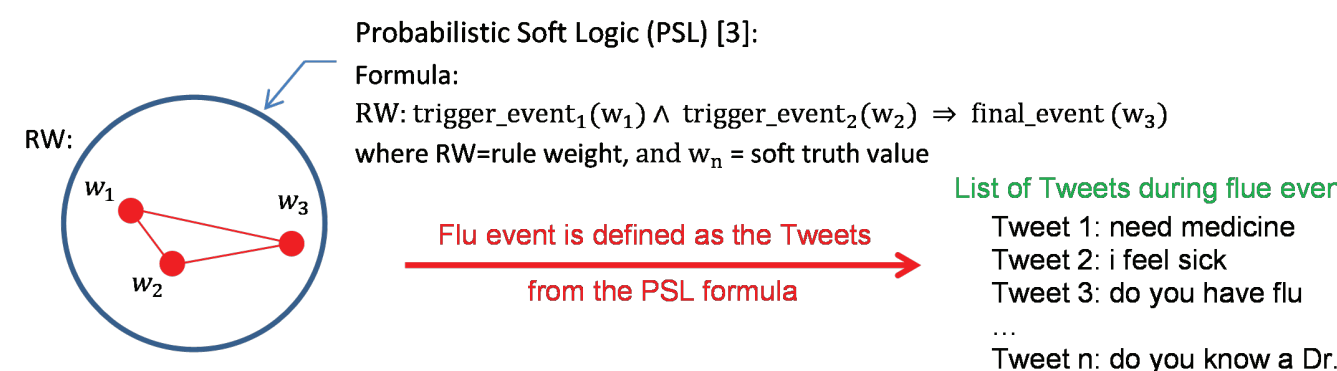 Probabilistic Soft Logic (PSL) [3]:
Formula:
RW: trigger_event₁(w₁) ∧ trigger_event₂(w₂) ⇒ final_event (w₃)
where RW=rule weight, and wₙ = soft truth value
RW:
w₁
w₃
w₂
Flu event is defined as the Tweets
from the PSL formula
List of Tweets during flue ever
Tweet 1: need medicine
Tweet 2: i feel sick
Tweet 3: do you have flu
...
Tweet n: do you know a Dr.